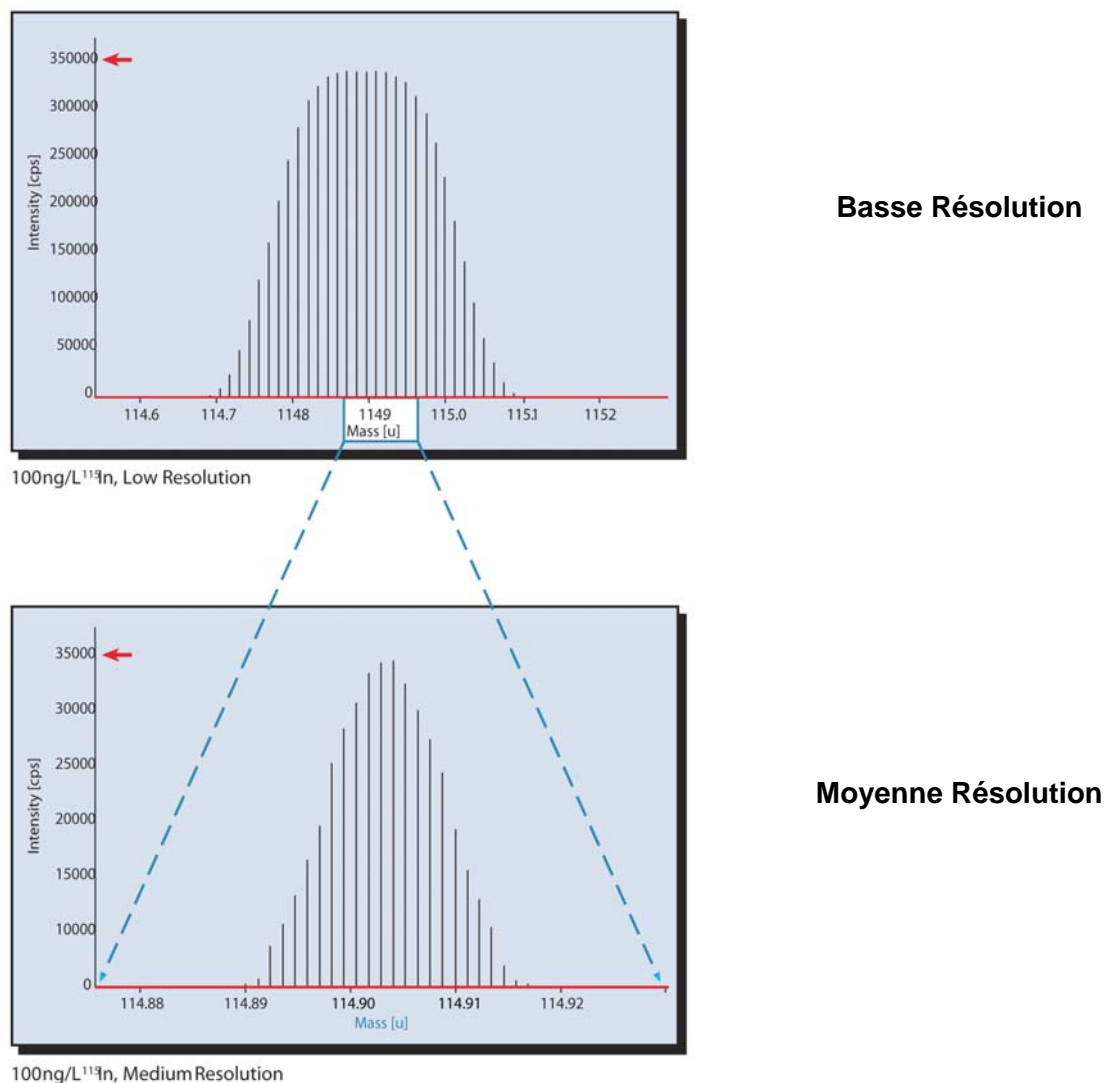 350000
300000
250000
200000
150000
100000
50000
0
Intensity [cps]
114.6 114.7 1148 1149 115.0 115.1 1152
Mass [u]
100ng/L ¹¹⁵In, Low Resolution
Basse Résolution
35000
30000
25000
20000
15000
10000
0
Intensity [cps]
114.88 114.89 114.90 114.91 114.92
Mass [u]
100ng/L ¹¹⁵In, Medium Resolution
Moyenne Résolution